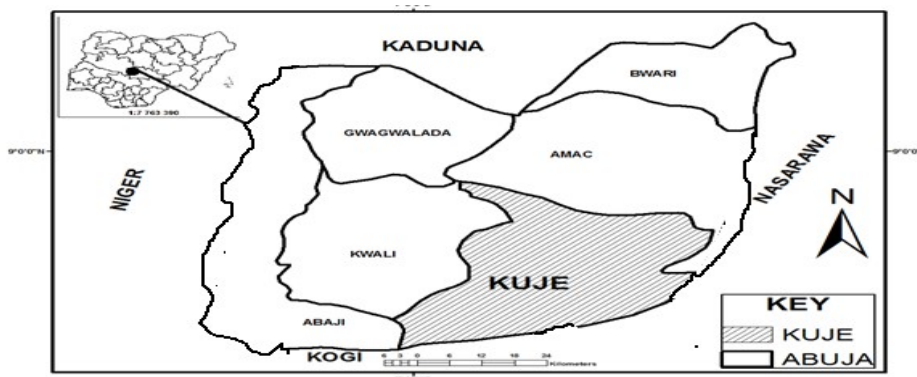 KADUNA
BWARI
1:7 763 390
GWAGWALADA
9°0'0"N
AMAC
9°0'0
NIGER
NASARAWA
N
KWALI
KUJE
KEY
KUJE
ABUJA
ABAJI
KOGI
6 3 0 6 12 18 24
Kilometers